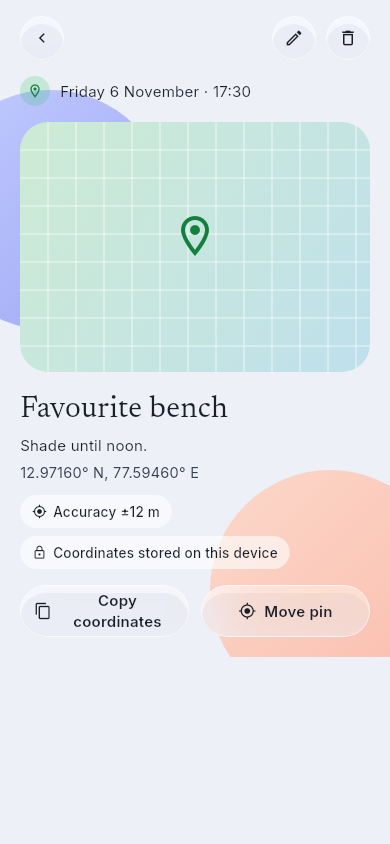 Friday 6 November · 17:30
Favourite bench
Shade until noon.
12.97160° N, 77.59460° E
Accuracy ±12 m
Coordinates stored on this device
Copy
coordinates
Move pin